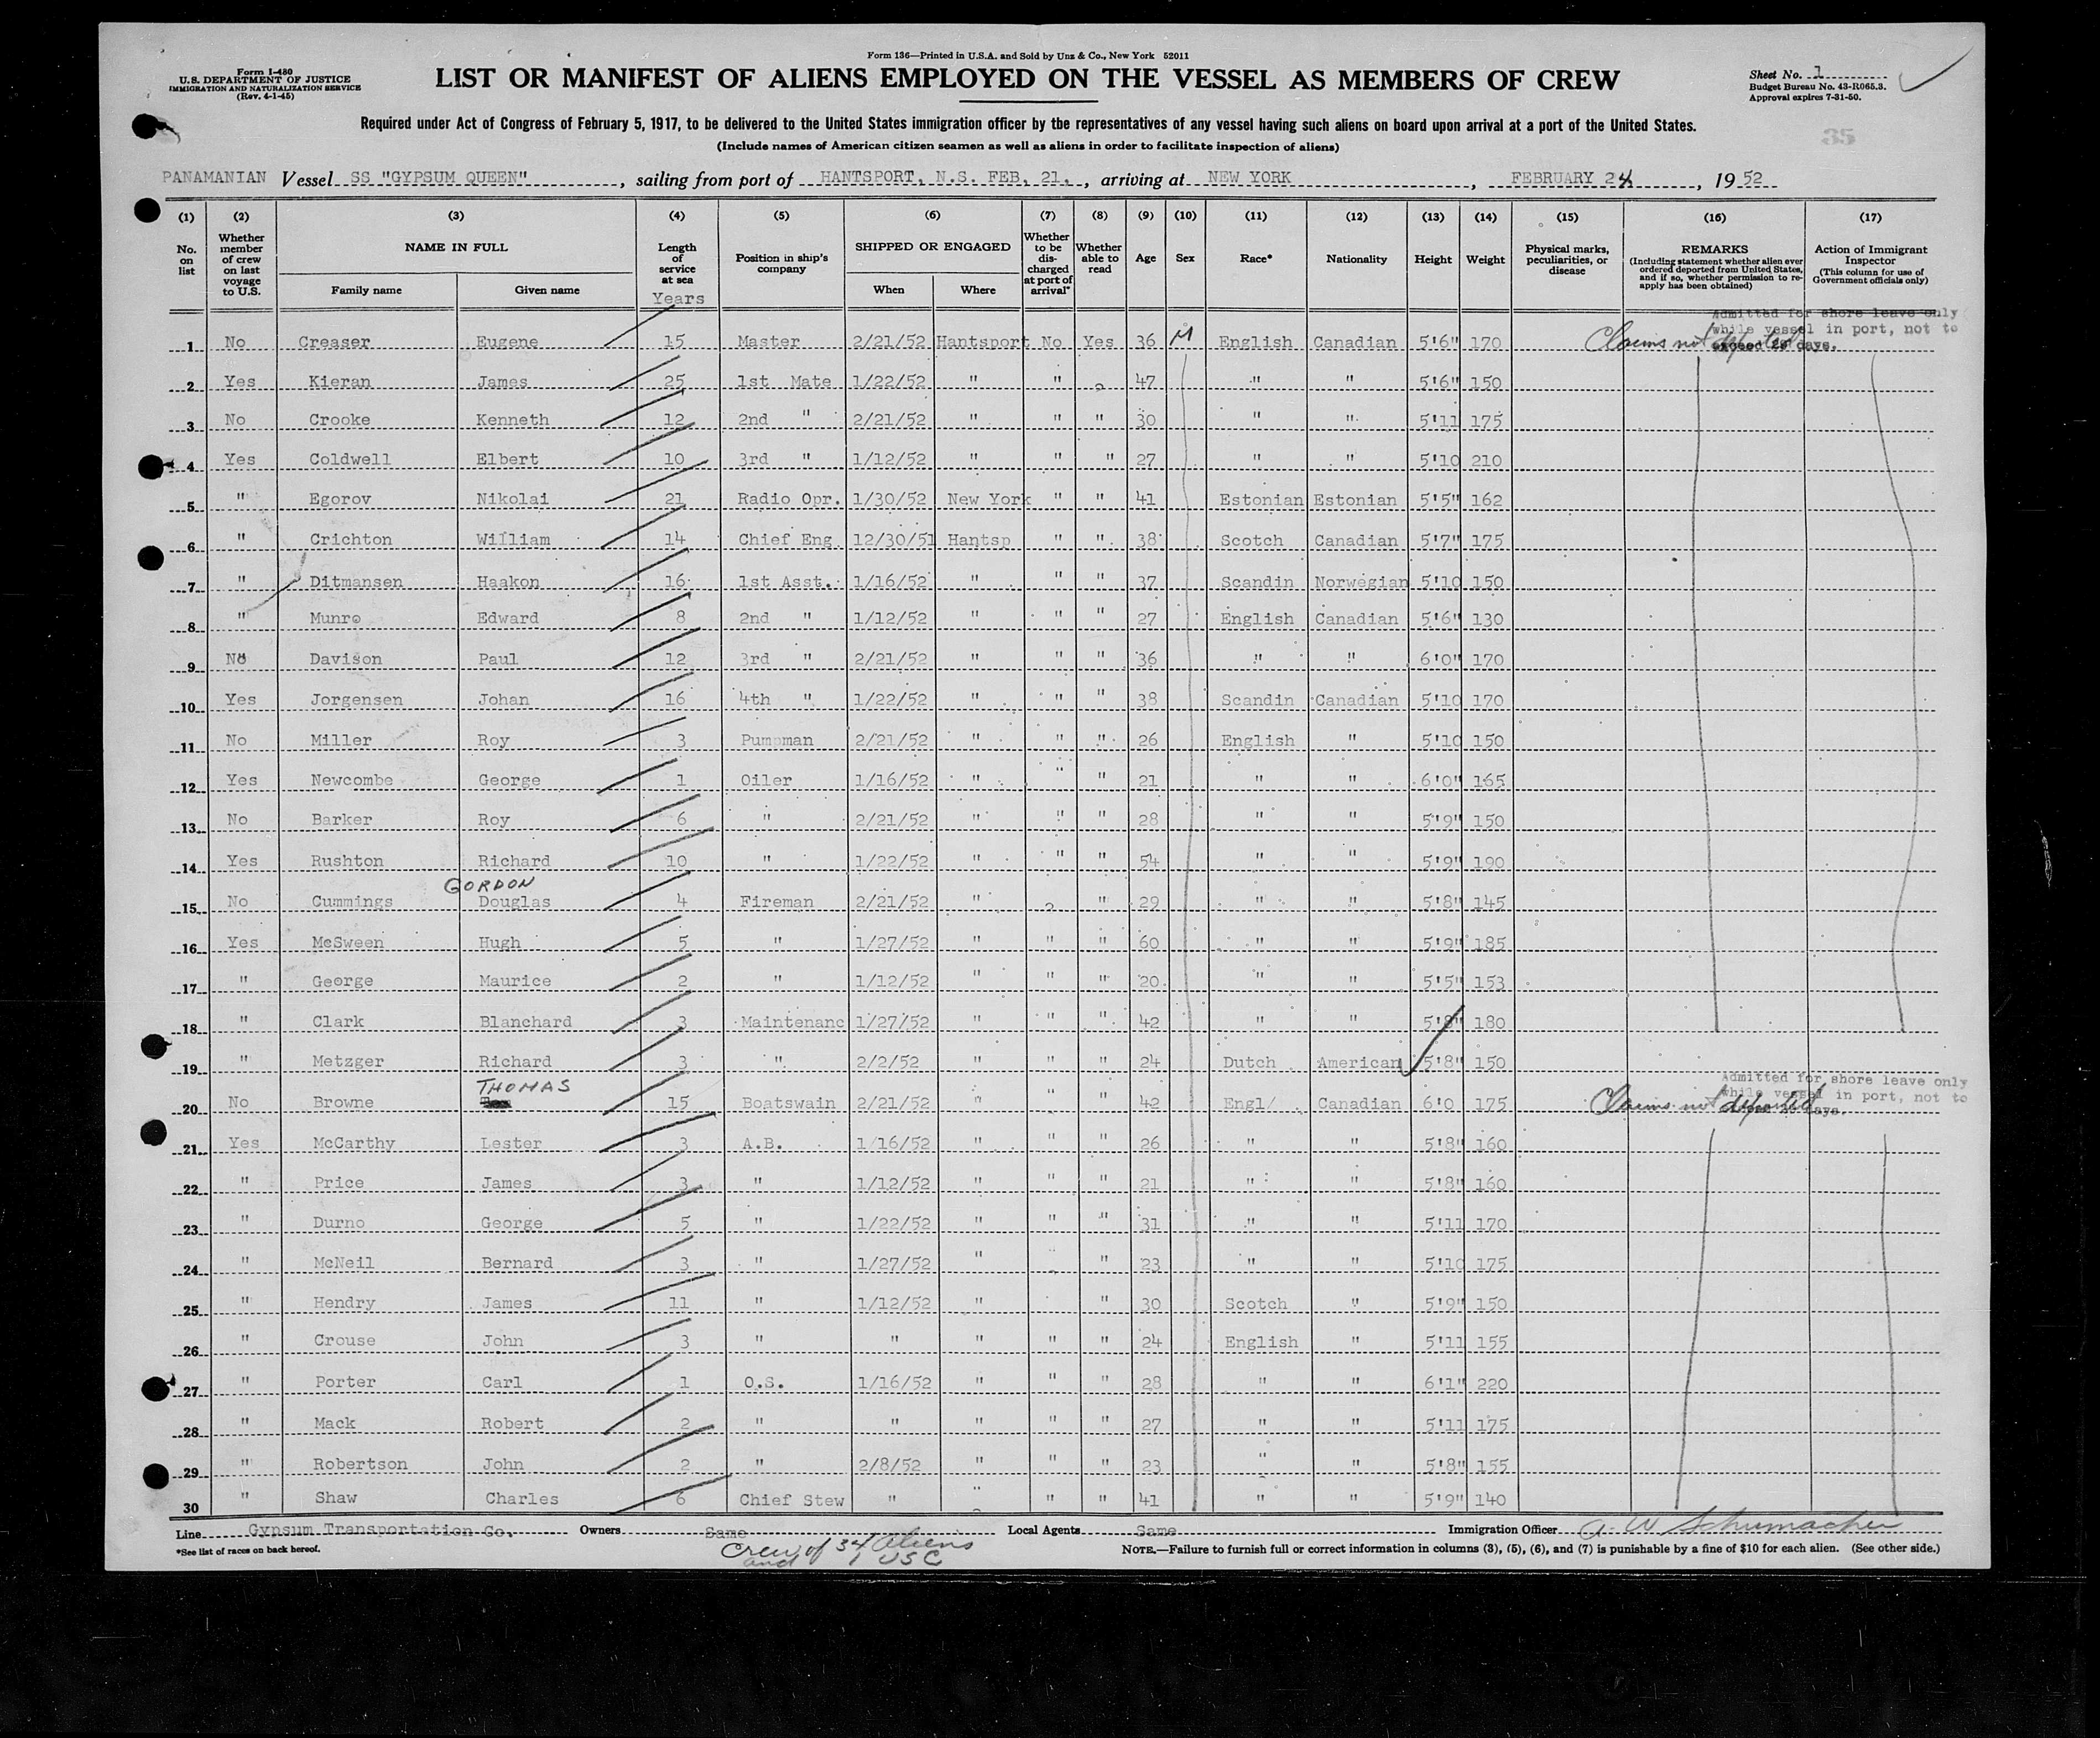 Form 136—Printed in U.S.A. and Sold by Unz & Co., New York 52011
Form I-480
U.S. DEPARTMENT OF JUSTICE
IMMIGRATION AND NATURALIZATION SERVICE
(Rev. 4-1-45)
LIST OR MANIFEST OF ALIENS EMPLOYED ON THE VESSEL AS MEMBERS OF CREW
Sheet No. 1
Budget Bureau No. 43-R065.3.
Approval expires 7-31-50.
Required under Act of Congress of February 5, 1917, to be delivered to the United States immigration officer by the representatives of any vessel having such aliens on board upon arrival at a port of the United States.
(Include names of American citizen seamen as well as aliens in order to facilitate inspection of aliens)
35
PANAMANIAN Vessel SS "GYPSUM QUEEN", sailing from port of HANTSPORT, N.S. FEB. 21., arriving at NEW YORK, FEBRUARY 24, 1952
(1) (2) (3) (4) (5) (6) (7) (8) (9) (10) (11) (12) (13) (14) (15) (16) (17)
No. on list
Whether member of crew on last voyage to U.S.
NAME IN FULL
Family name
Given name
Length of service at sea
Years
Position in ship's company
SHIPPED OR ENGAGED
When
Where
Whether to be discharged at port of arrival*
Whether able to read
Age
Sex
Race*
Nationality
Height
Weight
Physical marks, peculiarities, or disease
REMARKS
(Including statement whether alien ever ordered deported from United States, and if so, whether permission to re-apply has been obtained)
Action of Immigrant Inspector
(This column for use of Government officials only)
Admitted for shore leave only
while vessel in port, not to
exceed 29 days.
1 No Creaser Eugene 15 Master 2/21/52 Hantsport No Yes 36 M English Canadian 5'6" 170 Claims not deported
2 Yes Kieran James 25 1st Mate 1/22/52 " " " 47 " " 5'6" 150
3 No Crooke Kenneth 12 2nd " 2/21/52 " " " 30 " " 5'11 175
4 Yes Coldwell Elbert 10 3rd " 1/12/52 " " " 27 " " 5'10 210
5 " Egorov Nikolai 21 Radio Opr. 1/30/52 New York " " 41 Estonian Estonian 5'5" 162
6 " Crichton William 14 Chief Eng. 12/30/51 Hantsp " " 38 Scotch Canadian 5'7" 175
7 " Ditmansen Haakon 16 1st Asst. 1/16/52 " " " 37 Scandin Norwegian 5'10 150
8 " Munro Edward 8 2nd " 1/12/52 " " " 27 English Canadian 5'6" 130
9 No Davison Paul 12 3rd " 2/21/52 " " " 36 " " 6'0" 170
10 Yes Jorgensen Johan 16 4th " 1/22/52 " " " 38 Scandin Canadian 5'10 170
11 No Miller Roy 3 Pumpman 2/21/52 " " " 26 English " 5'10 150
12 Yes Newcombe George 1 Oiler 1/16/52 " " " 21 " " 6'0" 165
13 No Barker Roy 6 " 2/21/52 " " " 28 " " 5'9" 150
14 Yes Rushton Richard 10 " 1/22/52 " " " 54 " " 5'9" 190
GORDON
15 No Cummings Douglas 4 Fireman 2/21/52 " " 29 " " 5'8" 145
16 Yes McSween Hugh 5 " 1/27/52 " " " 60 " " 5'9" 185
17 " George Maurice 2 " 1/12/52 " " " 20 " " 5'5" 153
18 " Clark Blanchard 3 Maintenanc 1/27/52 " " " 42 " " 5'8" 180
19 " Metzger Richard 3 " 2/2/52 " " " 24 Dutch American 5'8" 150
THOMAS
Admitted for shore leave only
while vessel in port, not to
days.
20 No Browne 15 Boatswain 2/21/52 " " " 42 Engl/ Canadian 6'0 175 Claims not deported
21 Yes McCarthy Lester 3 A.B. 1/16/52 " " " 26 " " 5'8" 160
22 " Price James 3 " 1/12/52 " " " 21 " " 5'8" 160
23 " Durno George 5 " 1/22/52 " " " 31 " " 5'11 170
24 " McNeil Bernard 3 " 1/27/52 " " 23 " " 5'10 175
25 " Hendry James 11 " 1/12/52 " " 30 Scotch " 5'9" 150
26 " Crouse John 3 " " " " " 24 English " 5'11 155
27 " Porter Carl 1 O.S. 1/16/52 " " " 28 " " 6'1" 220
28 " Mack Robert 2 " " " " " 27 " " 5'11 175
29 " Robertson John 2 " 2/8/52 " " " 23 " " 5'8" 155
30 " Shaw Charles 6 Chief Stew " " " " 41 " " 5'9" 140
Line Gypsum Transportation Co. Owners Same Local Agents Same Immigration Officer A. W Schumacher
*See list of races on back hereof.
Crew of 34 Aliens
and 1 USC
NOTE.—Failure to furnish full or correct information in columns (3), (5), (6), and (7) is punishable by a fine of $10 for each alien. (See other side.)